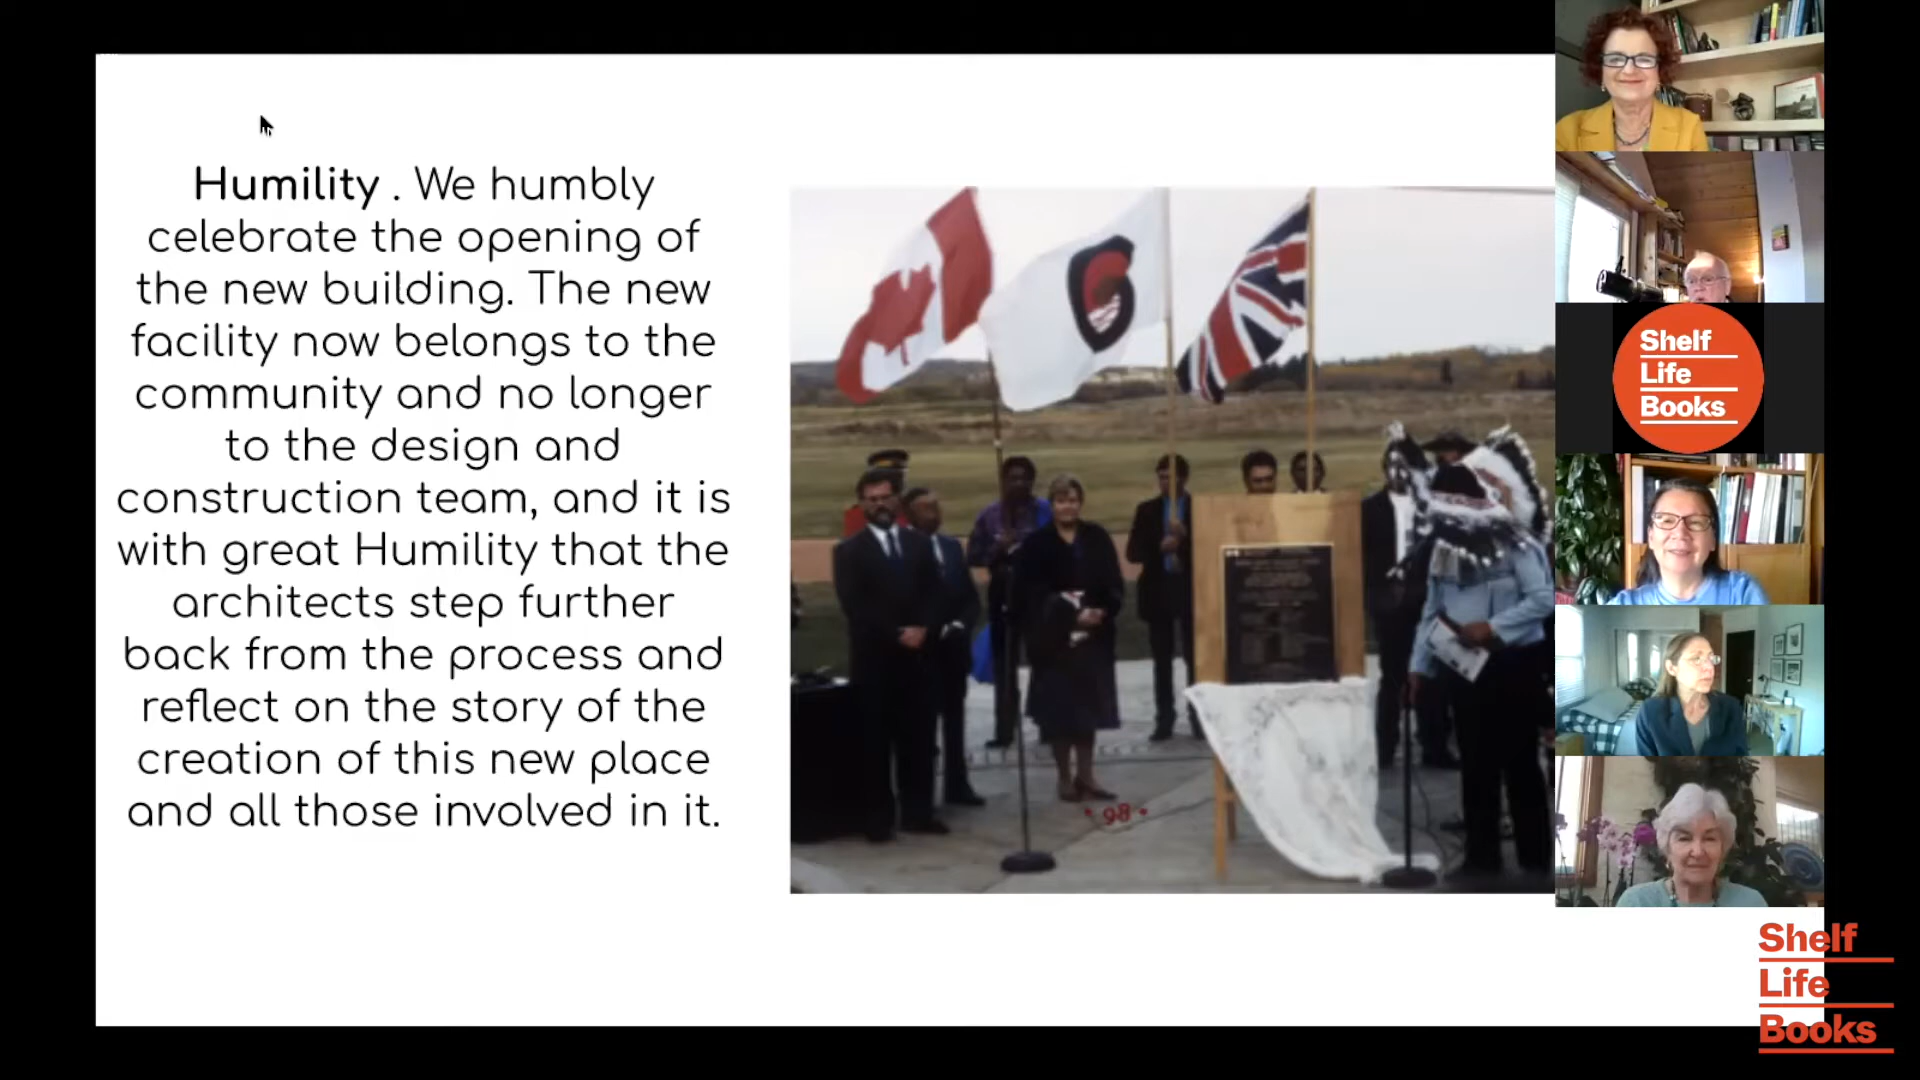 Humility . We humbly
celebrate the opening of
the new building. The new
facility now belongs to the
community and no longer
to the design and
construction team, and it is
with great Humility that the
architects step further
back from the process and
reflect on the story of the
creation of this new place
and all those involved in it.
98
Shelf
Life
Books
Shelf
Life
Books